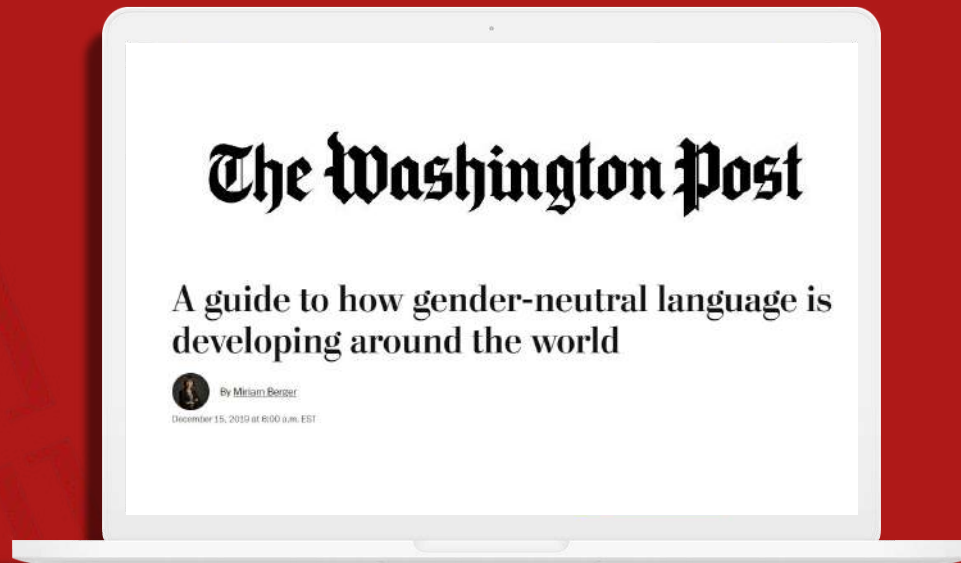 The Washington Post
A guide to how gender-neutral language is
developing around the world
By Miriam Berger
December 15, 2019 at 6:00 a.m. EST